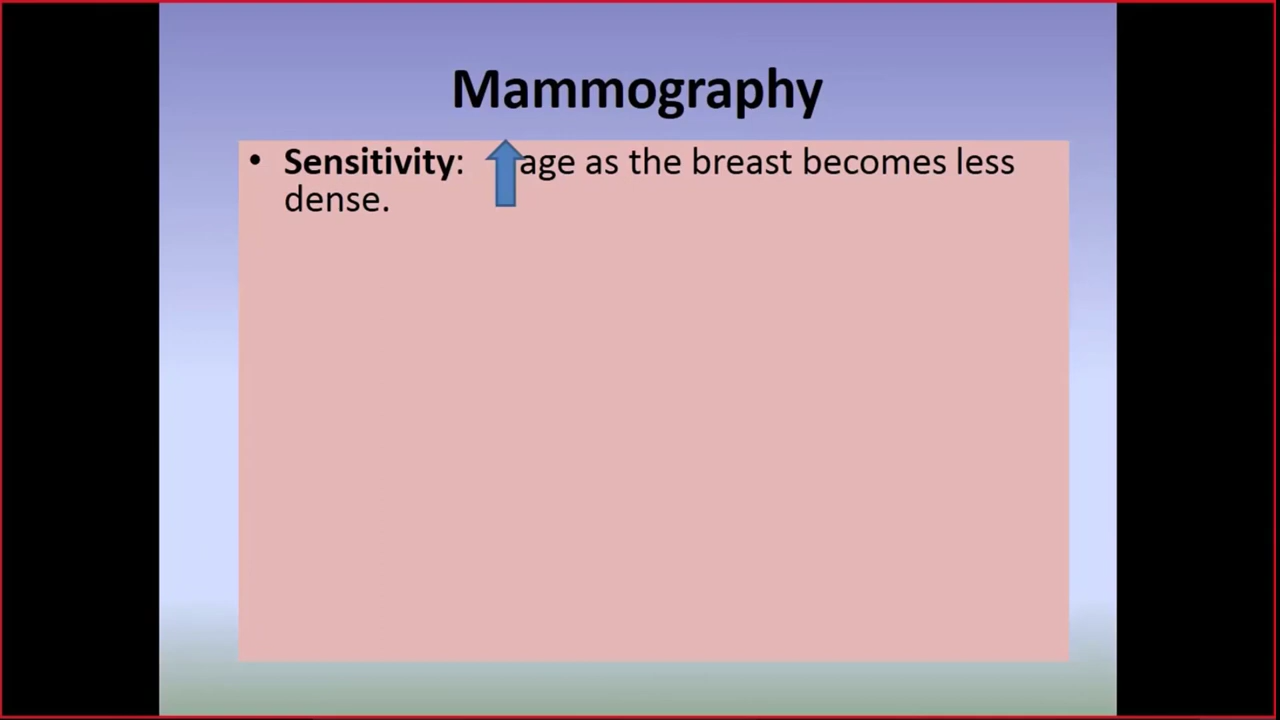 Mammography
• Sensitivity: age as the breast becomes less
dense.